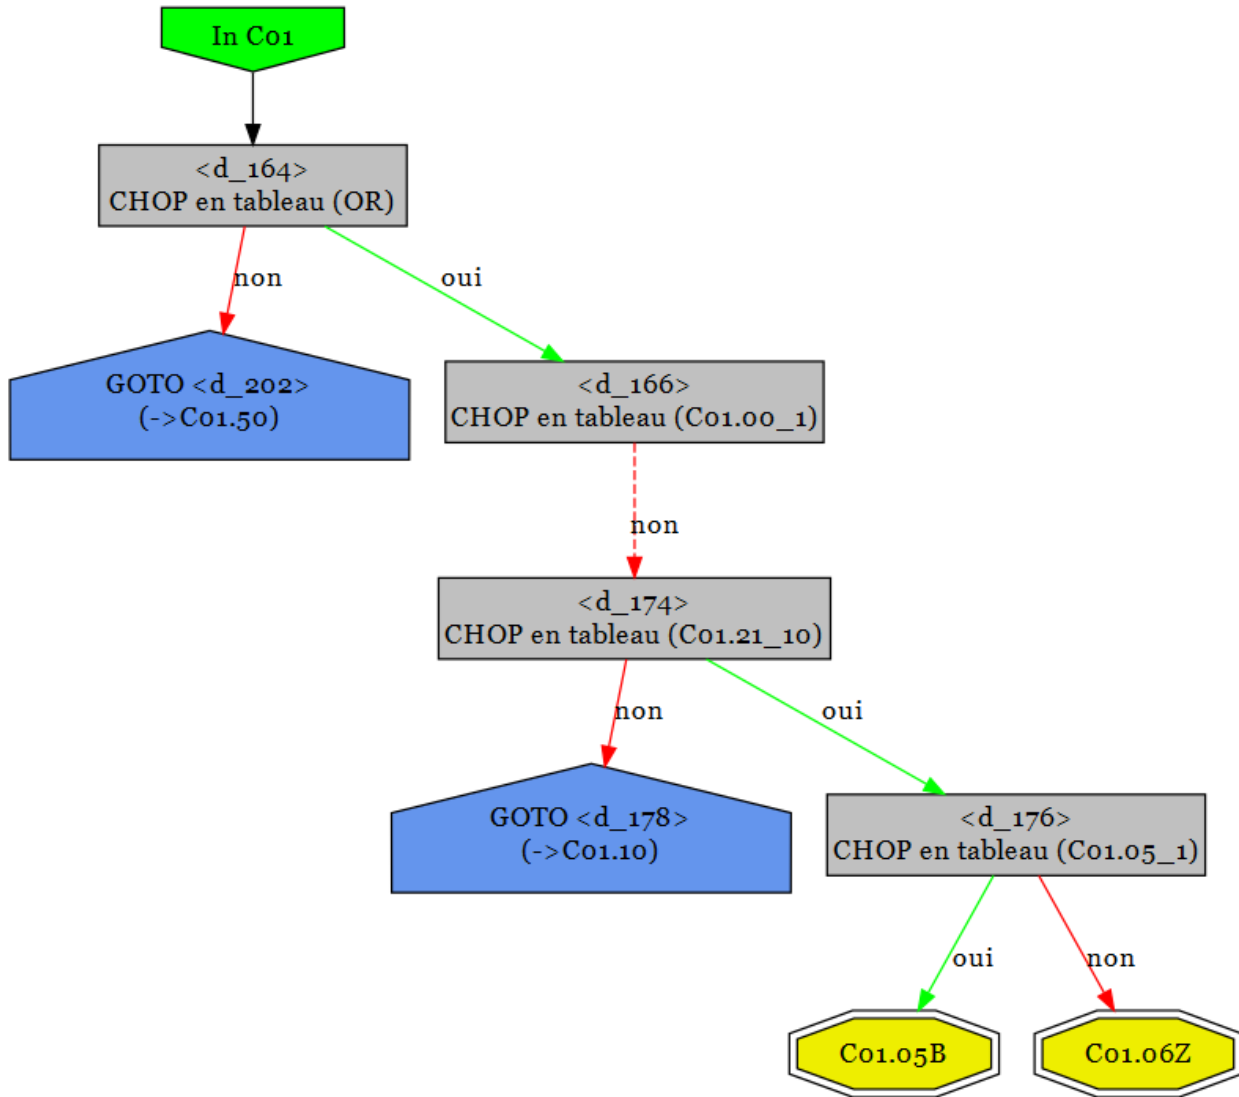 In C01
<d_164>
CHOP en tableau (OR)
non
oui
GOTO <d_202>
(->C01.50)
<d_166>
CHOP en tableau (C01.00_1)
non
<d_174>
CHOP en tableau (C01.21_10)
non
oui
GOTO <d_178>
(->C01.10)
<d_176>
CHOP en tableau (C01.05_1)
oui
non
C01.05B
C01.06Z